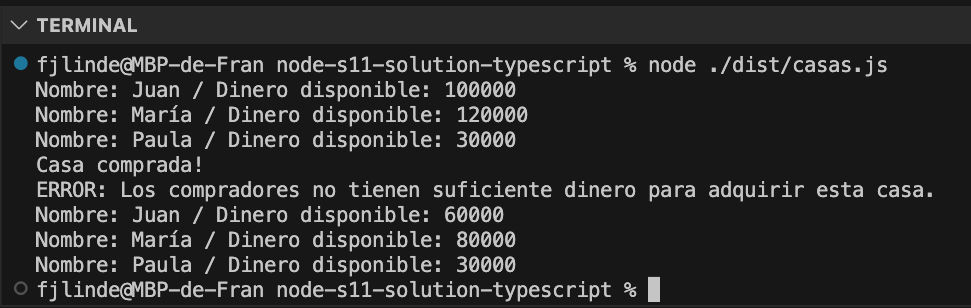 TERMINAL
fjlinde@MBP-de-Fran node-s11-solution-typescript % node ./dist/casas.js
Nombre: Juan / Dinero disponible: 100000
Nombre: María / Dinero disponible: 120000
Nombre: Paula / Dinero disponible: 30000
Casa comprada!
ERROR: Los compradores no tienen suficiente dinero para adquirir esta casa.
Nombre: Juan / Dinero disponible: 60000
Nombre: María / Dinero disponible: 80000
Nombre: Paula / Dinero disponible: 30000
fjlinde@MBP-de-Fran node-s11-solution-typescript %